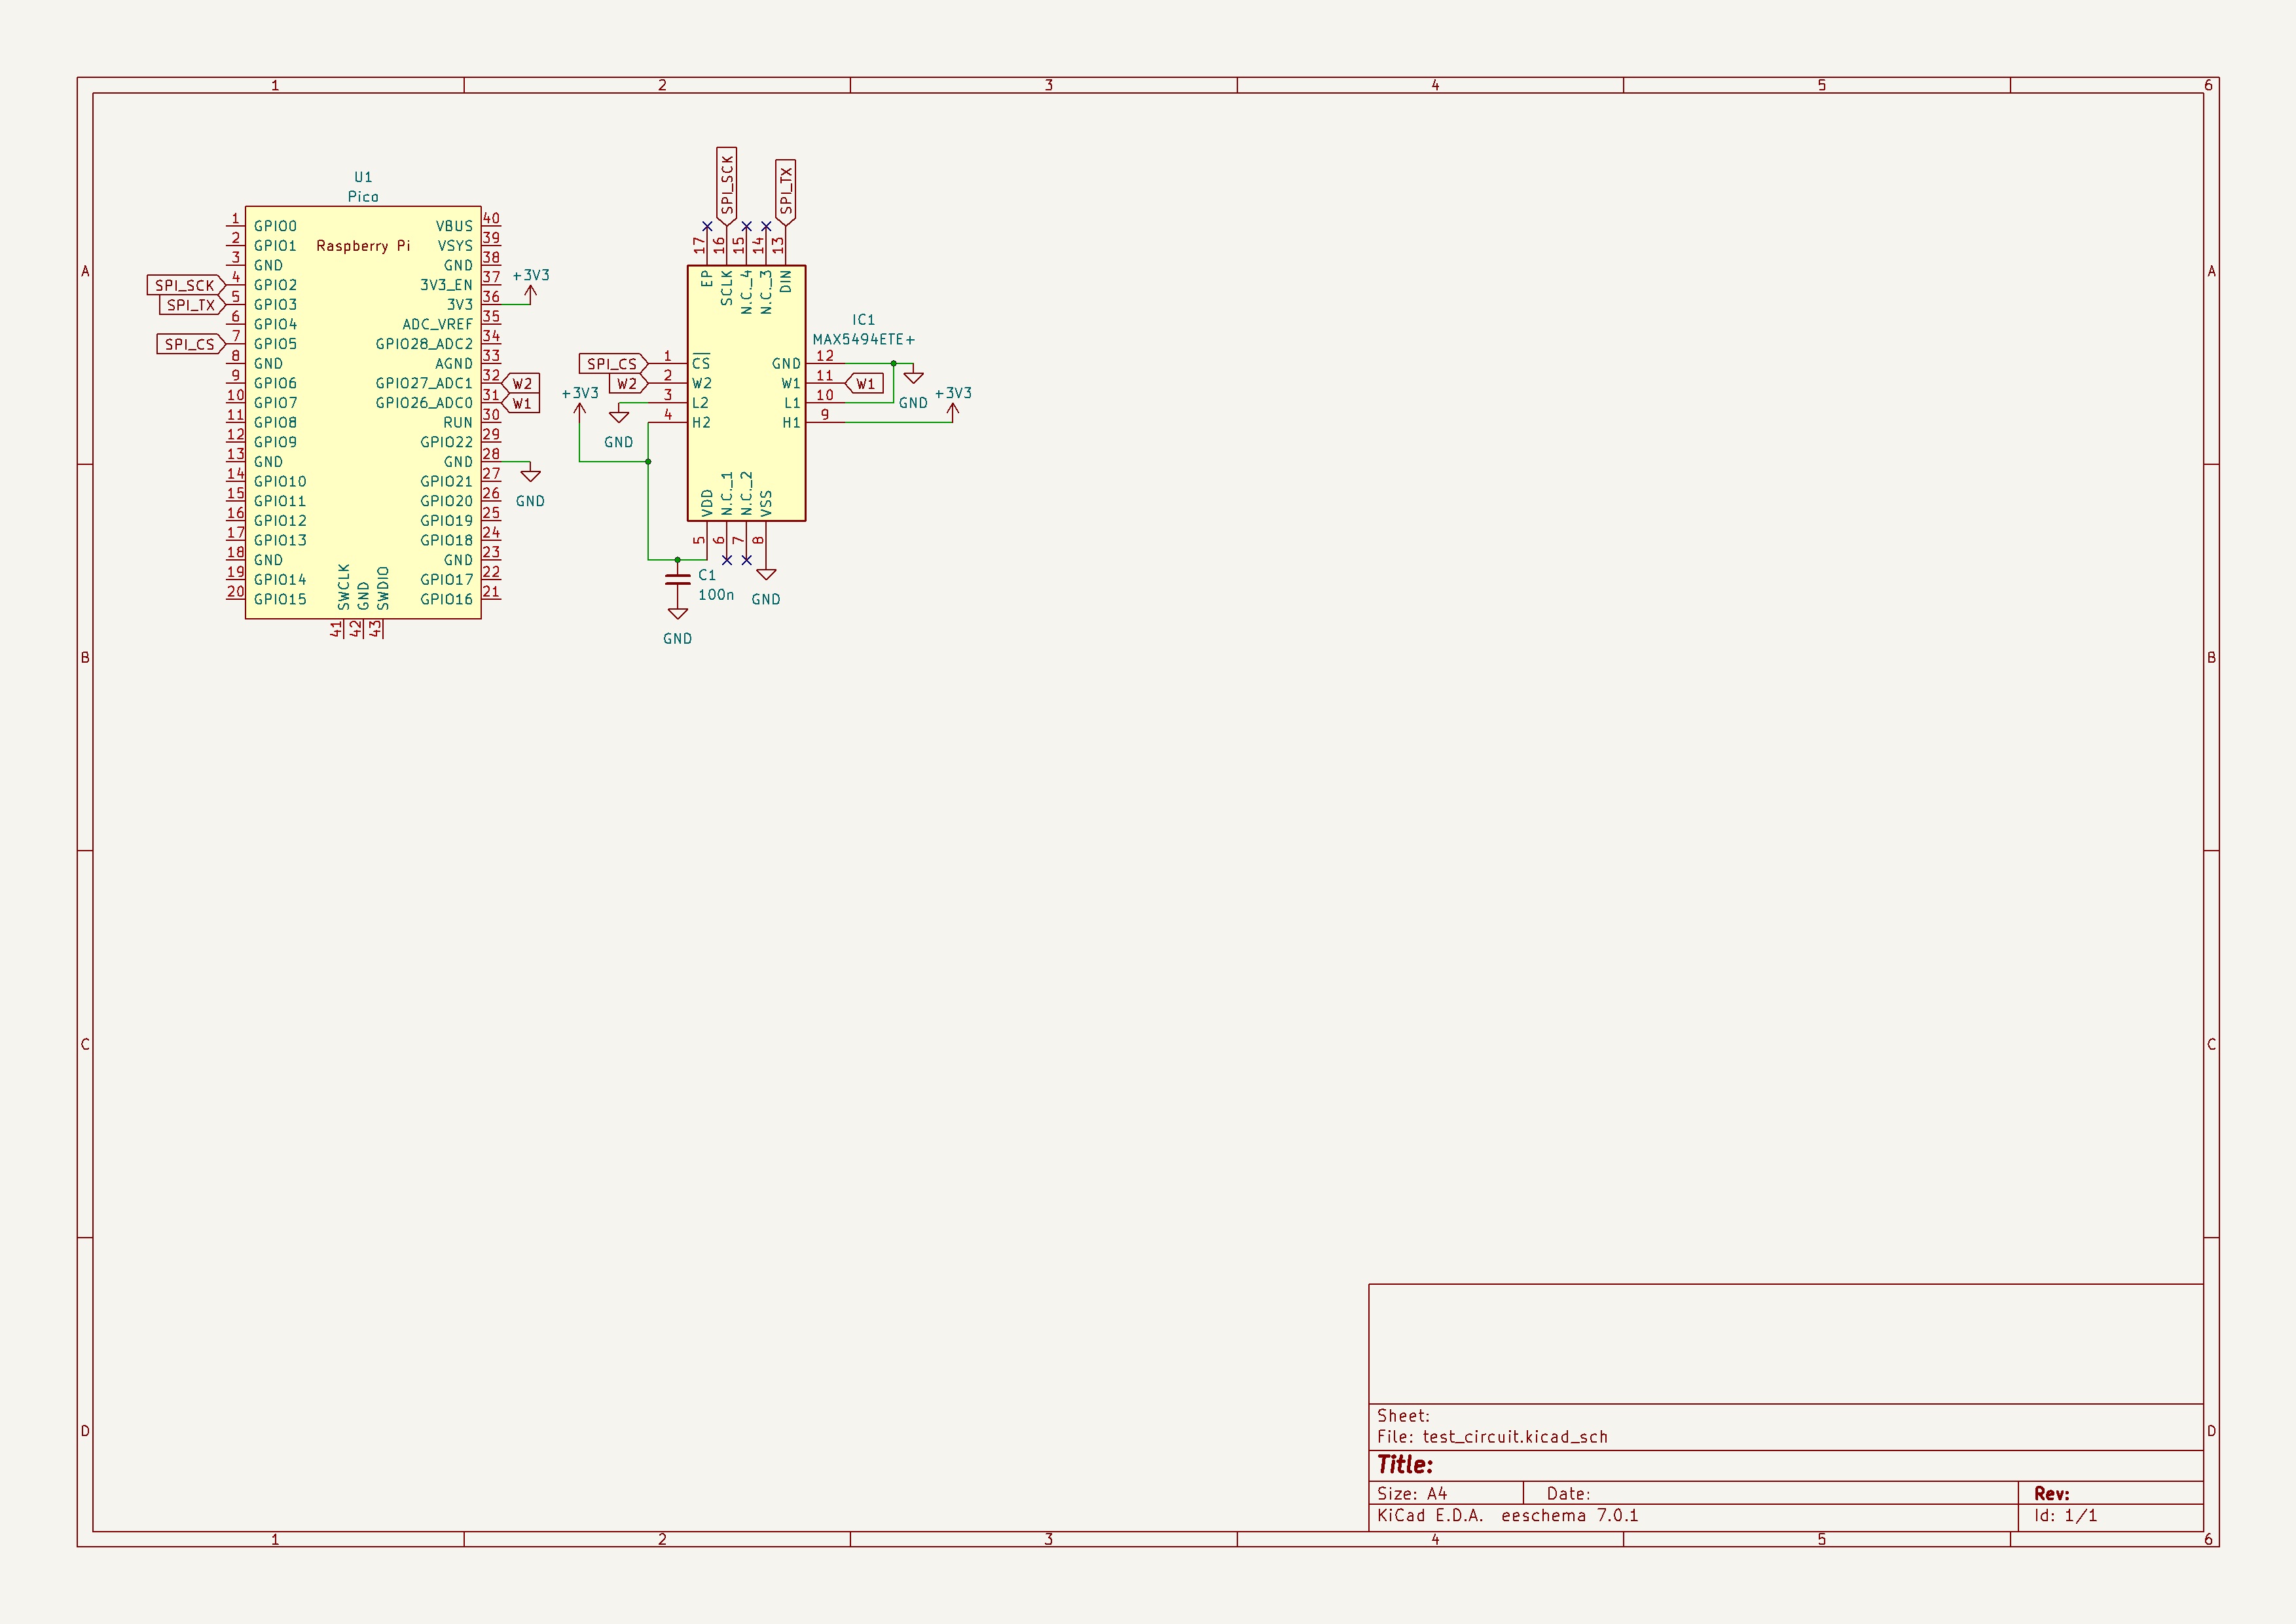 1 2 3 4 5 6
A
B
C
D
A
B
C
D
1 2 3 4 5 6
U1
Pico
Raspberry Pi
1 GPIO0
2 GPIO1
3 GND
SPI_SCK 4 GPIO2
SPI_TX 5 GPIO3
6 GPIO4
SPI_CS 7 GPIO5
8 GND
9 GPIO6
10 GPIO7
11 GPIO8
12 GPIO9
13 GND
14 GPIO10
15 GPIO11
16 GPIO12
17 GPIO13
18 GND
19 GPIO14
20 GPIO15
VBUS 40
VSYS 39
GND 38
3V3_EN 37
3V3 36
+3V3
ADC_VREF 35
GPIO28_ADC2 34
AGND 33
GPIO27_ADC1 32 W2
GPIO26_ADC0 31 W1
RUN 30
GPIO22 29
GND 28
GND
GPIO21 27
GPIO20 26
GPIO19 25
GPIO18 24
GND 23
GPIO17 22
GPIO16 21
SWCLK 41
GND 42
SWDIO 43
SPI_SCK
SPI_TX
17 EP
16 SCLK
15 N.C._4
14 N.C._3
13 DIN
IC1
MAX5494ETE+
SPI_CS 1 CS
W2 2 W2
3 L2
4 H2
+3V3
GND
GND 12
W1 11 W1
L1 10
H1 9
GND
+3V3
VDD 5
N.C._1 6
N.C._2 7
VSS 8
C1
100n
GND
GND
Sheet:
File: test_circuit.kicad_sch
Title:
Size: A4 Date: Rev:
KiCad E.D.A. eeschema 7.0.1 Id: 1/1